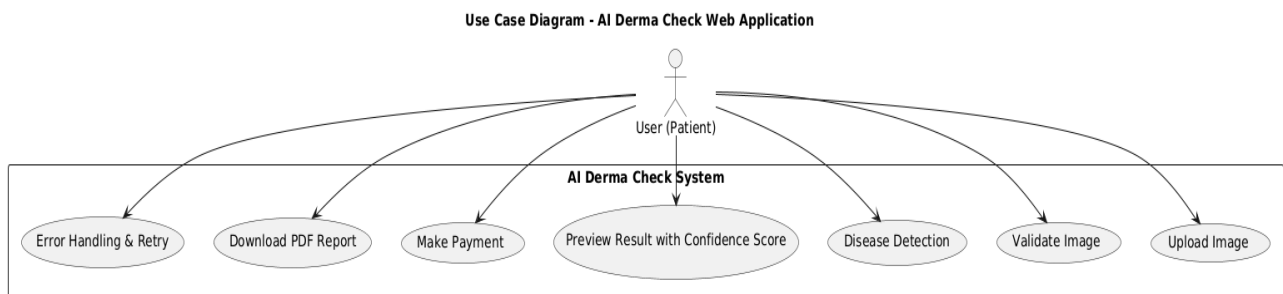 Use Case Diagram - AI Derma Check Web Application
User (Patient)
AI Derma Check System
Error Handling & Retry
Download PDF Report
Make Payment
Preview Result with Confidence Score
Disease Detection
Validate Image
Upload Image